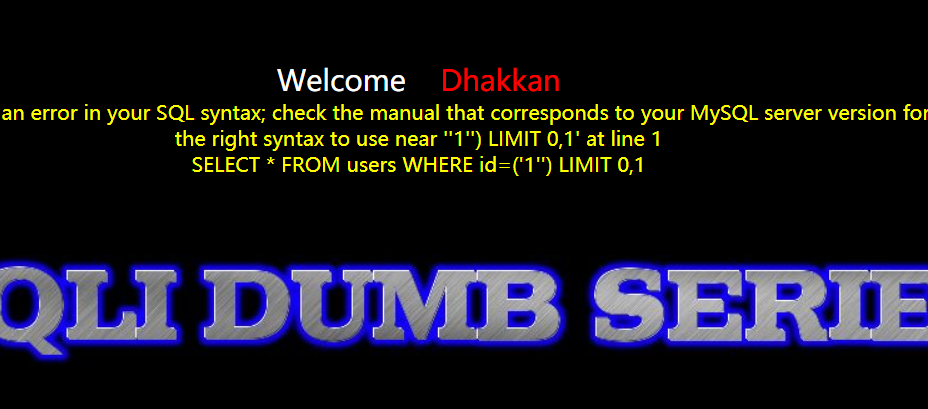 Welcome Dhakkan
an error in your SQL syntax; check the manual that corresponds to your MySQL server version for
the right syntax to use near ''1'') LIMIT 0,1' at line 1
SELECT * FROM users WHERE id=('1'') LIMIT 0,1
QLI DUMB SERIE